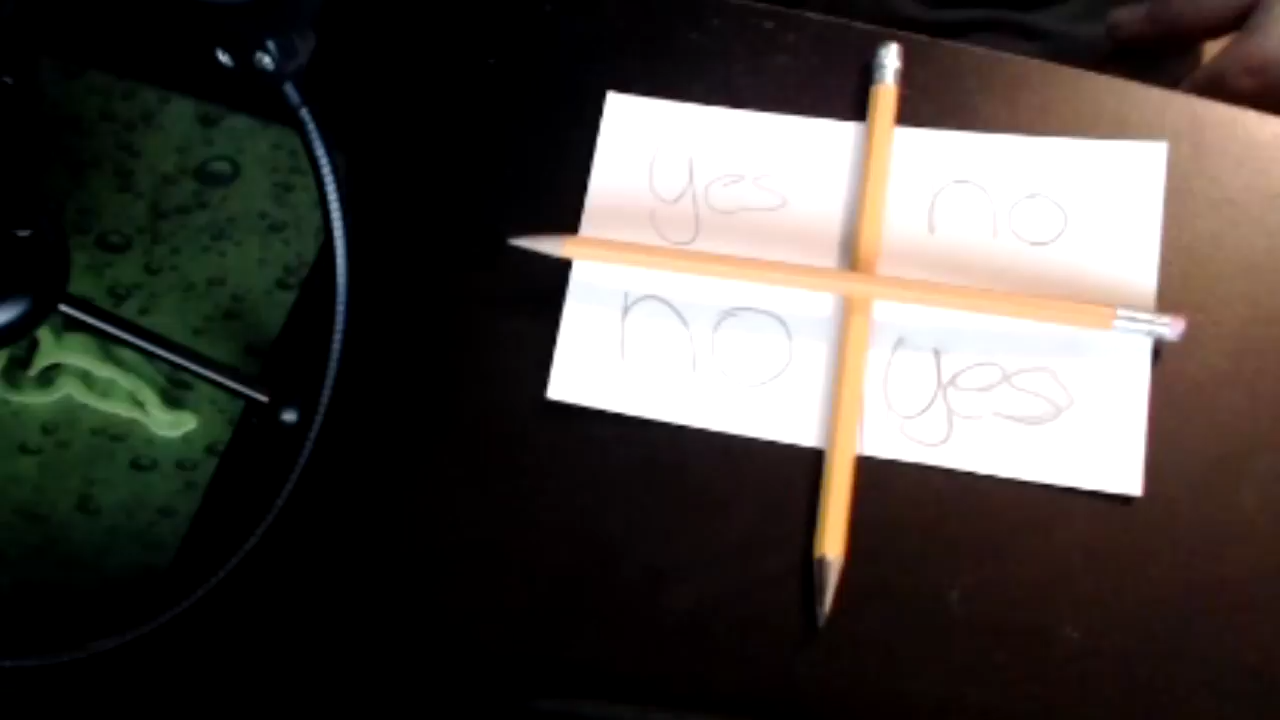 yes no
no yes